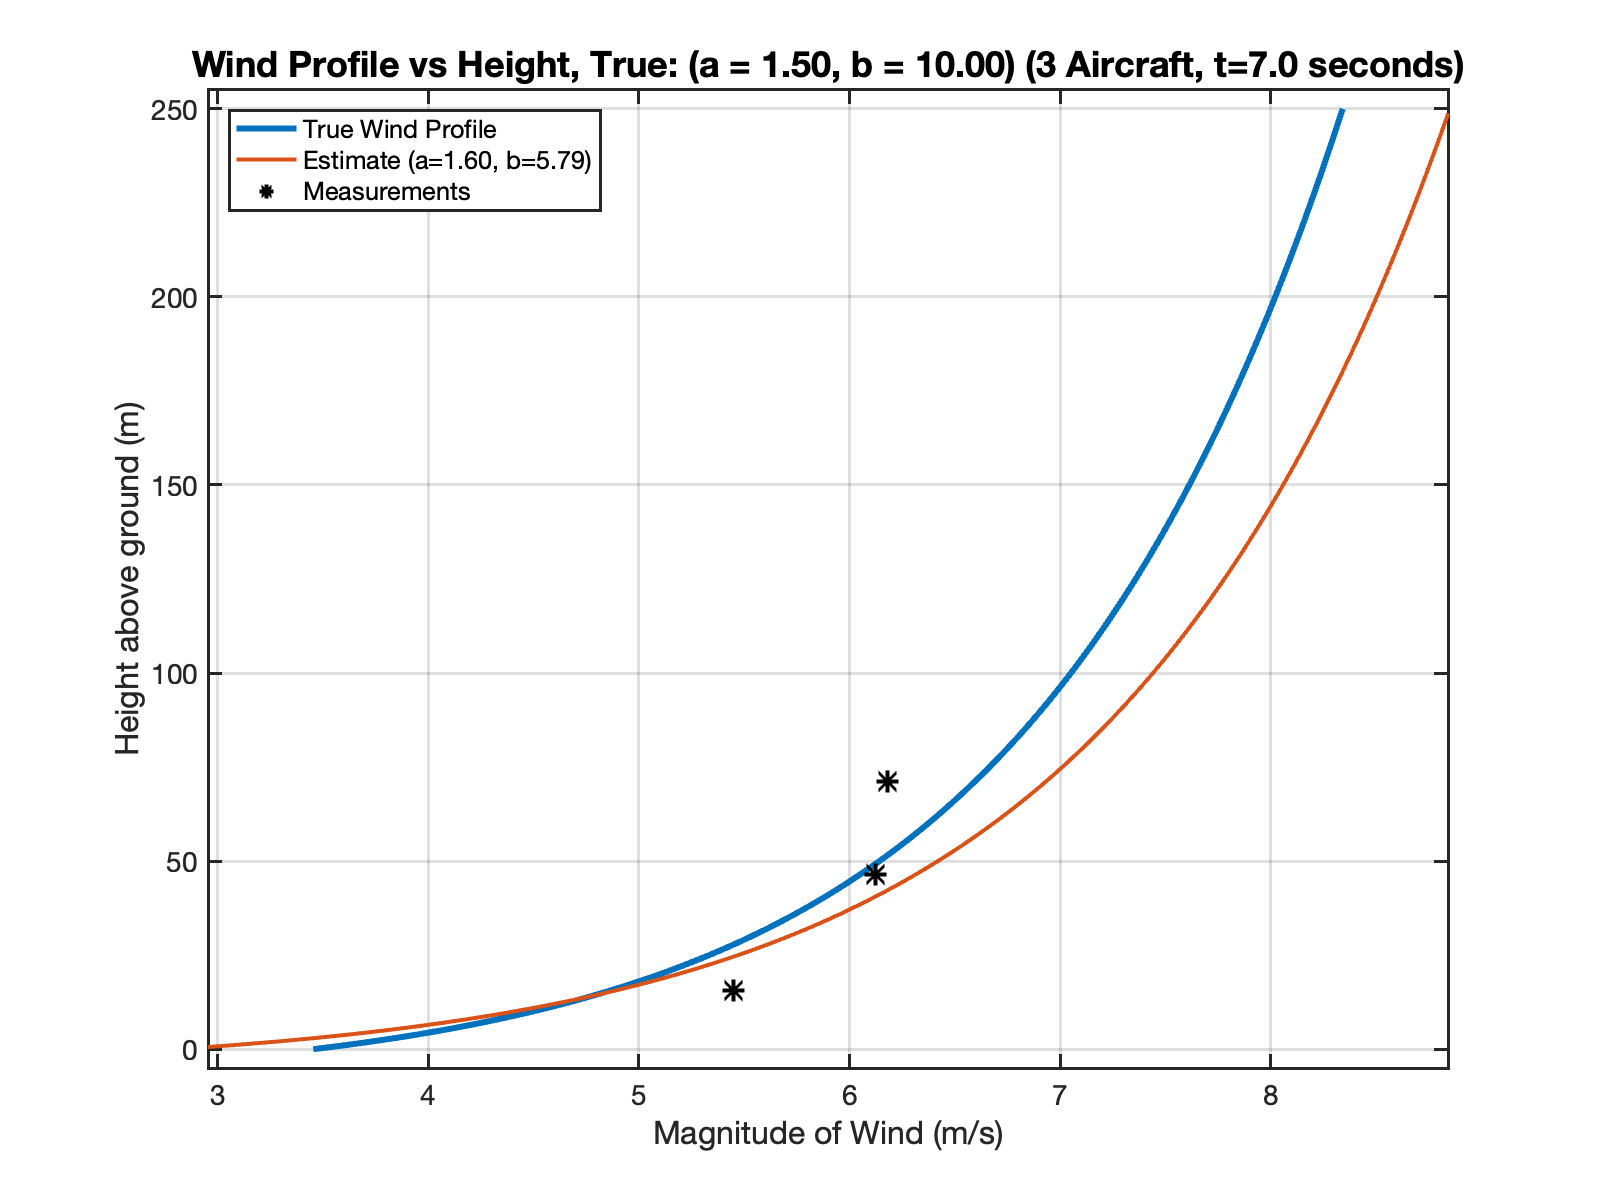 Wind Profile vs Height, True: (a = 1.50, b = 10.00) (3 Aircraft, t=7.0 seconds)
True Wind Profile
Estimate (a=1.60, b=5.79)
Measurements
Height above ground (m)
250
200
150
100
50
0
3 4 5 6 7 8
Magnitude of Wind (m/s)